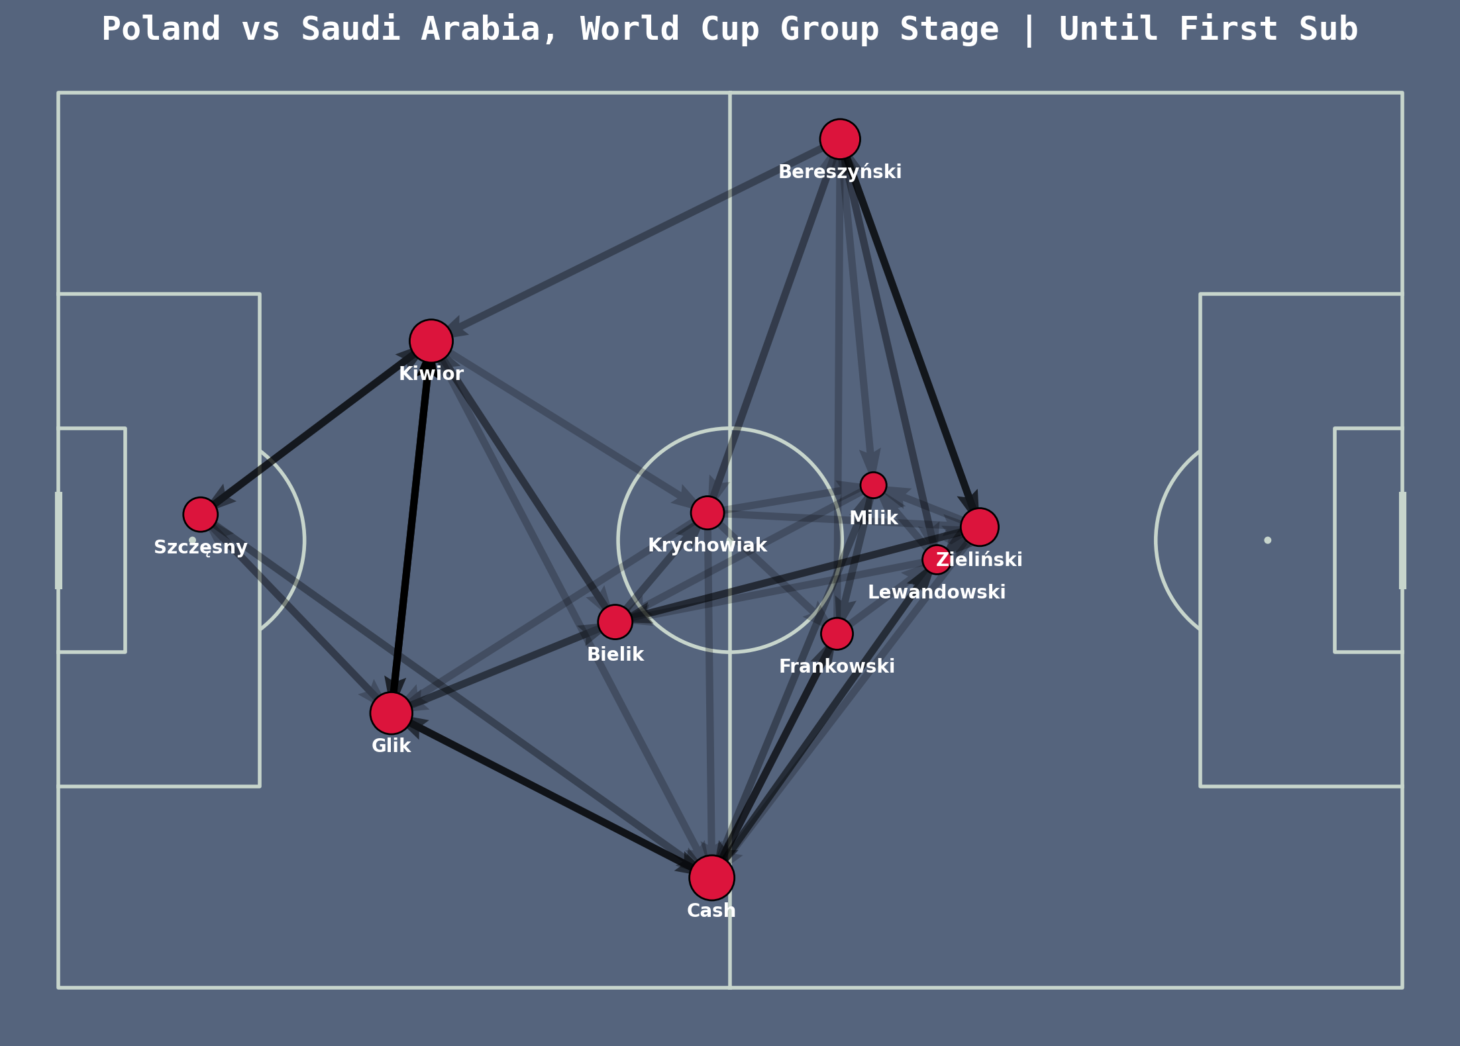 Poland vs Saudi Arabia, World Cup Group Stage | Until First Sub
Bereszyński
Kiwior
Milik
Szczęsny
Krychowiak
Zieliński
Lewandowski
Bielik
Frankowski
Glik
Cash